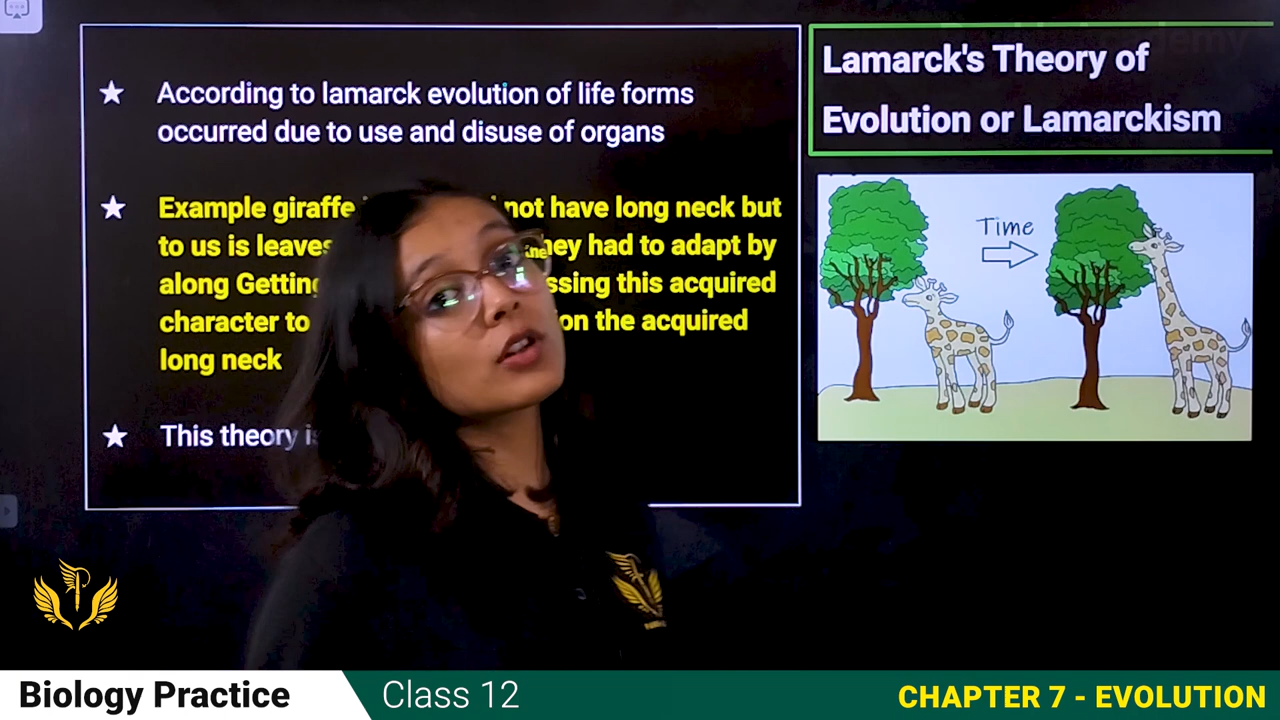 Lamarck's Theory of
Evolution or Lamarckism
★ According to lamarck evolution of life forms
occurred due to use and disuse of organs
★ Example giraffe not have long neck but
to us is leaves they had to adapt by
along Getting this acquired
character to on the acquired
long neck
★ This theory
Time
Biology Practice
Class 12
CHAPTER 7 - EVOLUTION